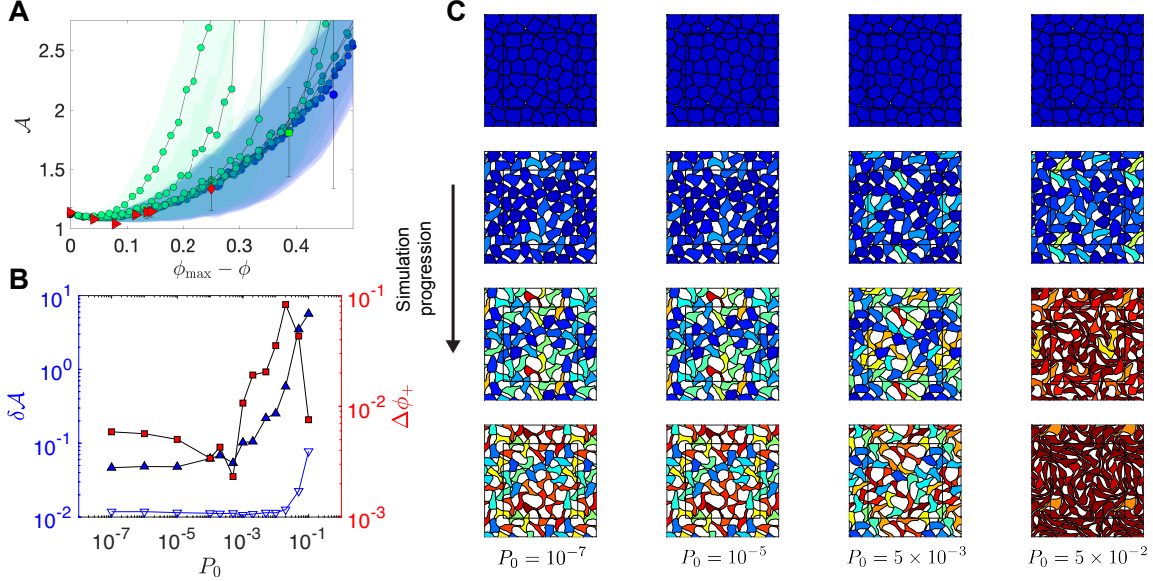 A
2.5
2
1.5
1
𝒜
0
0.1
0.2
0.3
0.4
ϕmax − ϕ
B
10^1
10^0
10^-1
10^-2
δ𝒜
10^-1
10^-2
10^-3
Δϕ+
10^-7
10^-5
10^-3
10^-1
P0
C
Simulation
progression
P0 = 10^-7
P0 = 10^-5
P0 = 5 × 10^-3
P0 = 5 × 10^-2